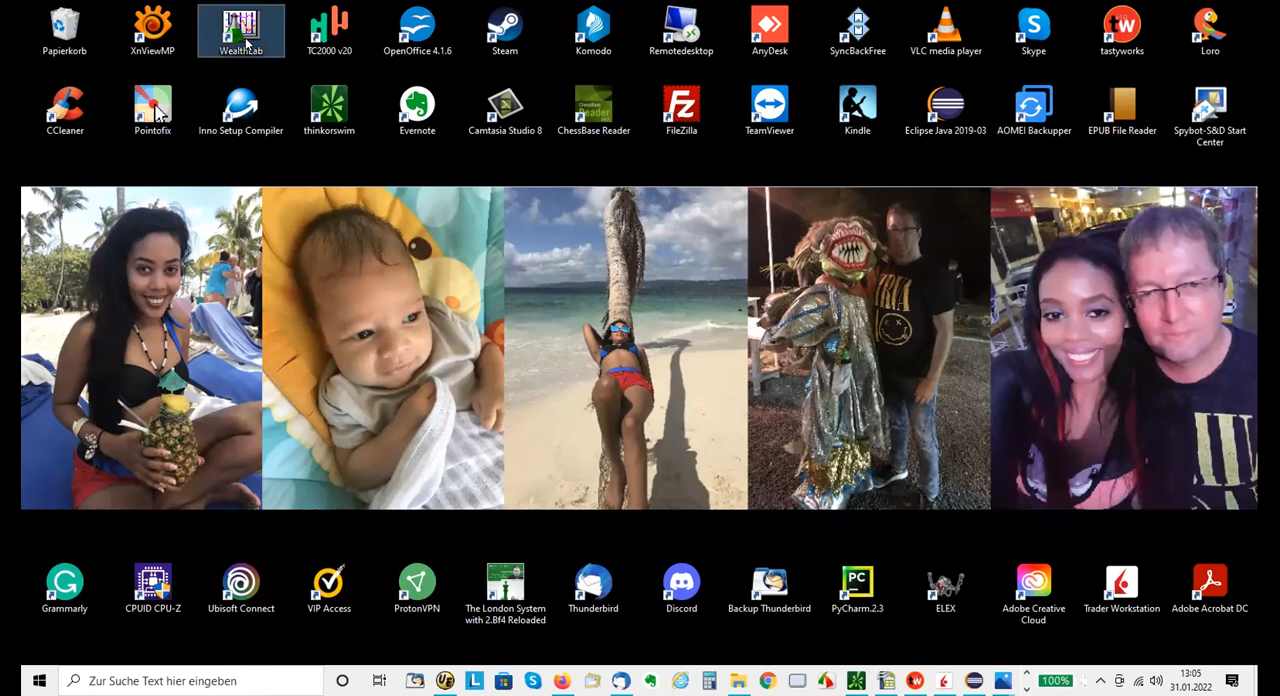 Papierkorb
XnViewMP
WealthLab
TC2000 v20
OpenOffice 4.1.6
Steam
Komodo
Remotedesktop
AnyDesk
SyncBackFree
VLC media player
Skype
tastyworks
Loro
CCleaner
Pointofix
Inno Setup Compiler
thinkorswim
Evernote
Camtasia Studio 8
ChessBase Reader
FileZilla
TeamViewer
Kindle
Eclipse Java 2019-03
AOMEI Backupper
EPUB File Reader
Spybot-S&D Start
Center
Grammarly
CPUID CPU-Z
Ubisoft Connect
VIP Access
ProtonVPN
The London System
with 2.Bf4 Reloaded
Thunderbird
Discord
Backup Thunderbird
PyCharm.2.3
ELEX
Adobe Creative
Cloud
Trader Workstation
Adobe Acrobat DC
Zur Suche Text hier eingeben
100%
13:05
31.01.2022